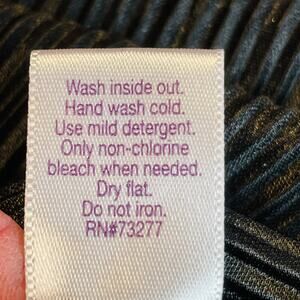 Wash inside out.
Hand wash cold.
Use mild detergent.
Only non-chlorine
bleach when needed.
Dry flat.
Do not iron.
RN#73277